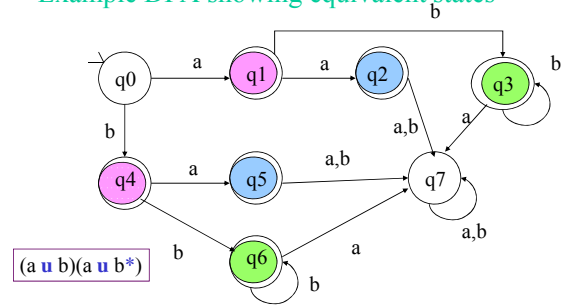 Example DFA showing equivalent states
b
q0
a
q1
a
q2
q3
b
b
a,b
a
q4
a
q5
a,b
q7
b
q6
a
a,b
b
(a u b)(a u b*)